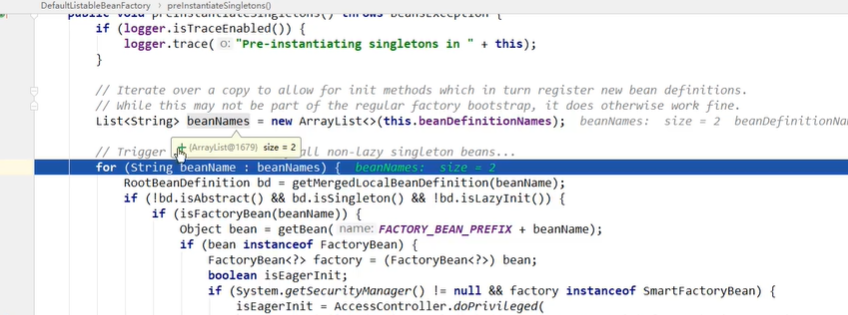 DefaultListableBeanFactory › preInstantiateSingletons()
public void preInstantiateSingletons() throws BeansException {
if (logger.isTraceEnabled()) {
logger.trace( o: "Pre-instantiating singletons in " + this);
}
// Iterate over a copy to allow for init methods which in turn register new bean definitions.
// While this may not be part of the regular factory bootstrap, it does otherwise work fine.
List<String> beanNames = new ArrayList<>(this.beanDefinitionNames); beanNames: size = 2 beanDefinitionNa
+ (ArrayList@1679) size = 2
// Trigger all non-lazy singleton beans...
for (String beanName : beanNames) { beanNames: size = 2
RootBeanDefinition bd = getMergedLocalBeanDefinition(beanName);
if (!bd.isAbstract() && bd.isSingleton() && !bd.isLazyInit()) {
if (isFactoryBean(beanName)) {
Object bean = getBean( name: FACTORY_BEAN_PREFIX + beanName);
if (bean instanceof FactoryBean) {
FactoryBean<?> factory = (FactoryBean<?>) bean;
boolean isEagerInit;
if (System.getSecurityManager() != null && factory instanceof SmartFactoryBean) {
isEagerInit = AccessController.doPrivileged(